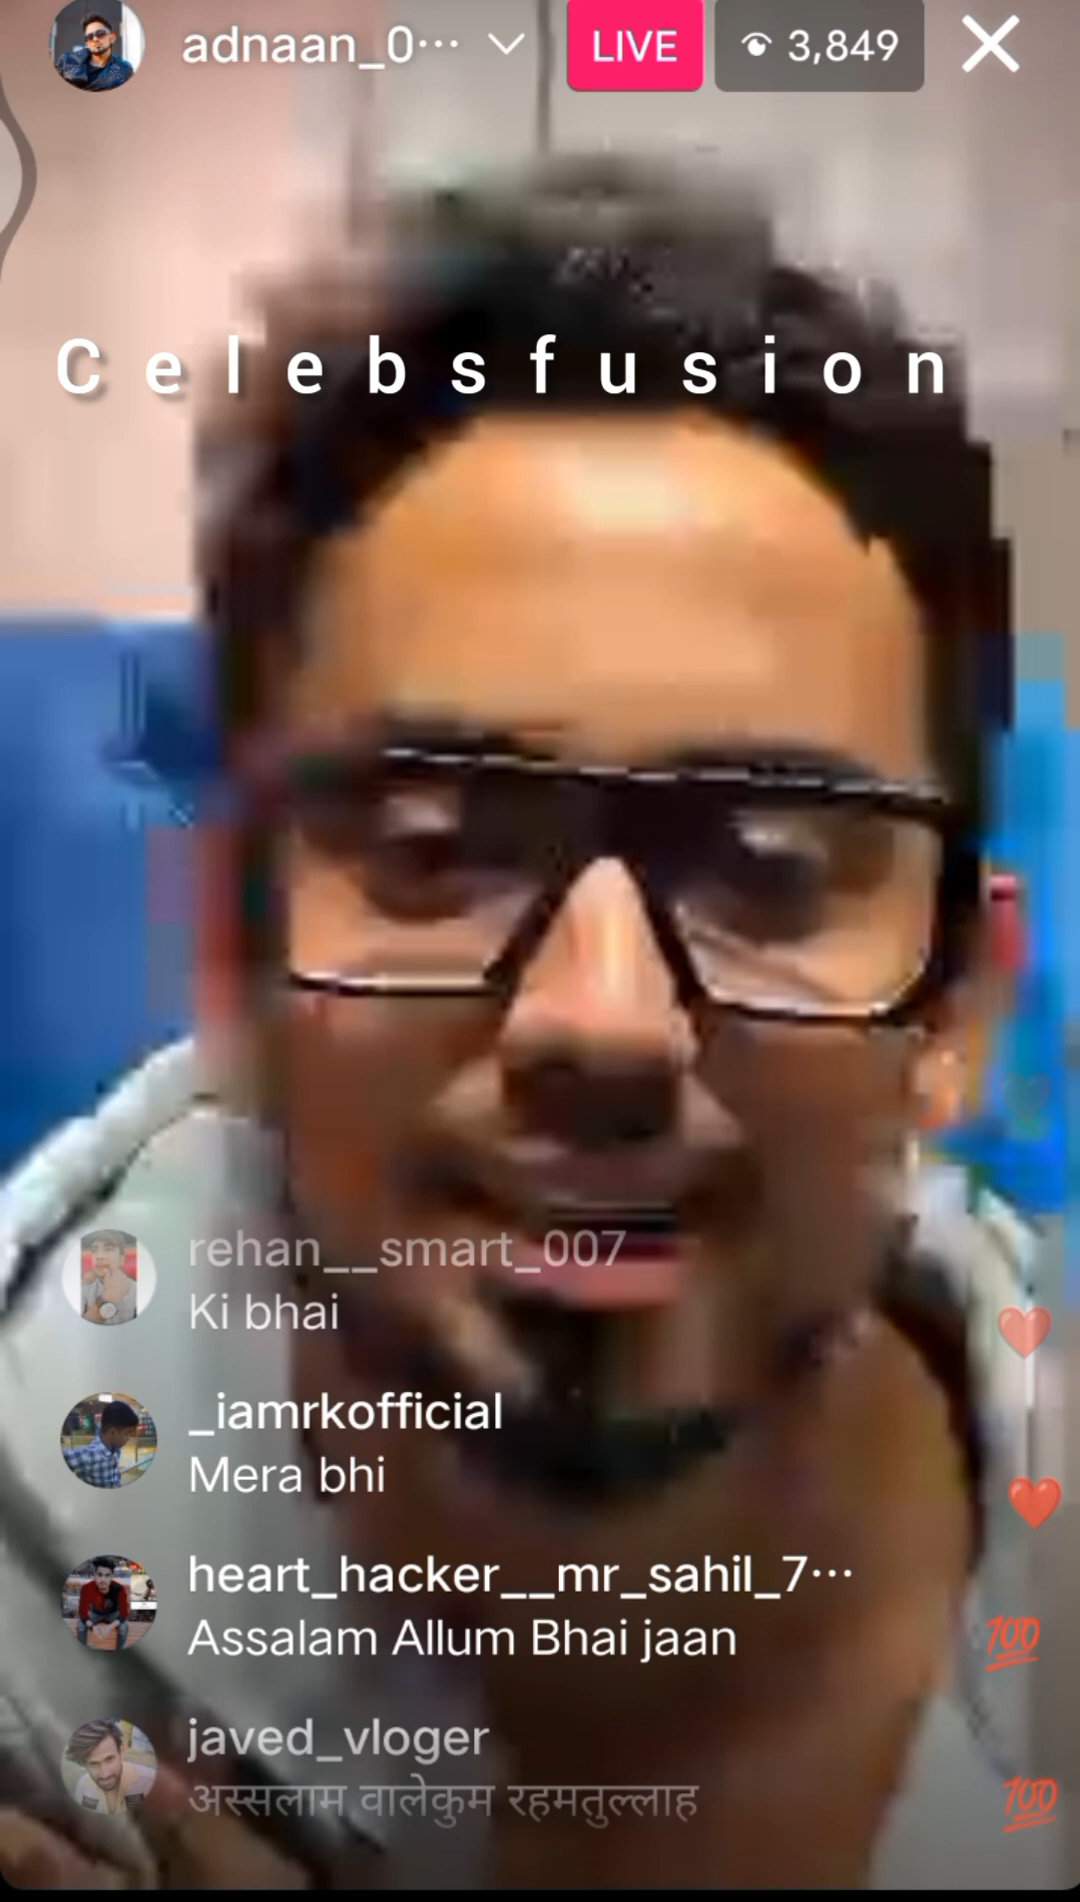 adnaan_0...
LIVE
3,849
Celebsfusion
rehan__smart_007
Ki bhai
_iamrkofficial
Mera bhi
heart_hacker__mr_sahil_7...
Assalam Allum Bhai jaan
javed_vloger
अस्सलाम वालेकुम रहमतुल्लाह